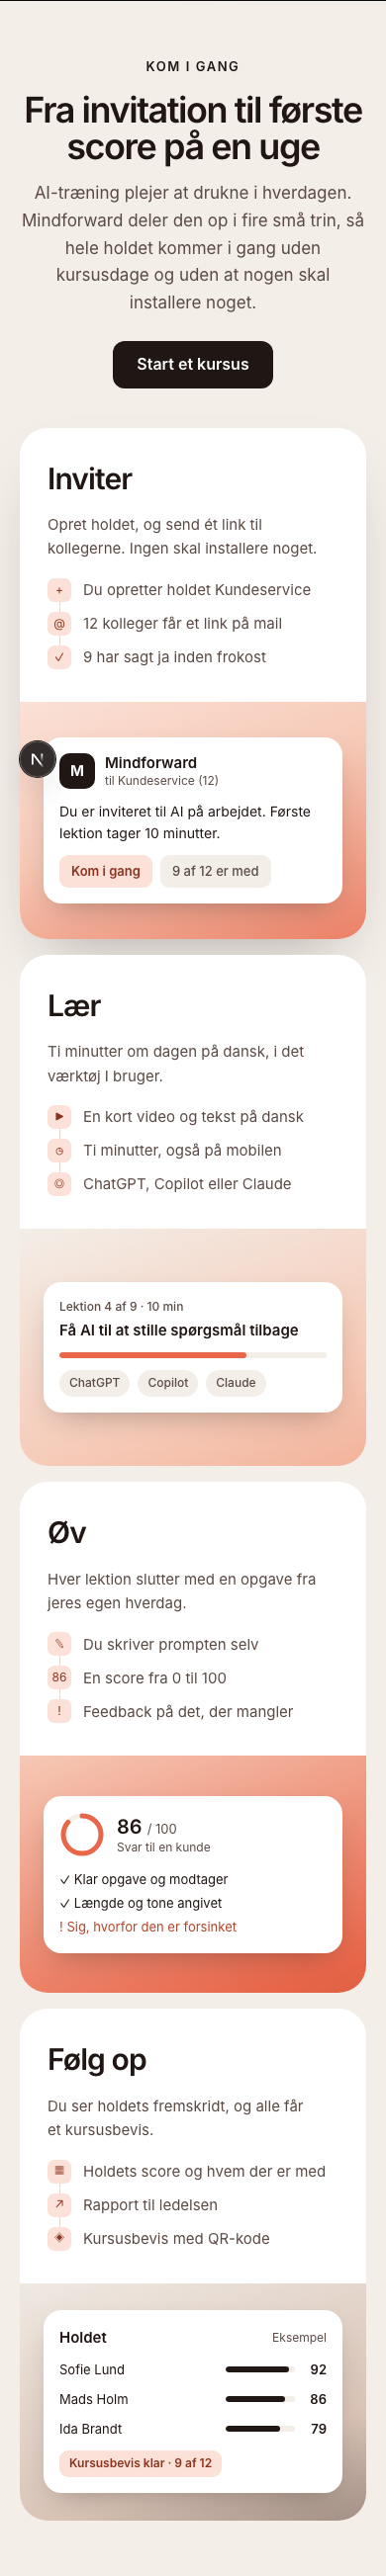 KOM I GANG
Fra invitation til første
score på en uge
AI-træning plejer at drukne i hverdagen.
Mindforward deler den op i fire små trin, så
hele holdet kommer i gang uden
kursusdage og uden at nogen skal
installere noget.
Start et kursus
Inviter
Opret holdet, og send ét link til
kollegerne. Ingen skal installere noget.
+ Du opretter holdet Kundeservice
@ 12 kolleger får et link på mail
✓ 9 har sagt ja inden frokost
N
M
Mindforward
til Kundeservice (12)
Du er inviteret til AI på arbejdet. Første
lektion tager 10 minutter.
Kom i gang
9 af 12 er med
Lær
Ti minutter om dagen på dansk, i det
værktøj I bruger.
En kort video og tekst på dansk
Ti minutter, også på mobilen
ChatGPT, Copilot eller Claude
Lektion 4 af 9 · 10 min
Få AI til at stille spørgsmål tilbage
ChatGPT Copilot Claude
Øv
Hver lektion slutter med en opgave fra
jeres egen hverdag.
Du skriver prompten selv
86 En score fra 0 til 100
! Feedback på det, der mangler
86 / 100
Svar til en kunde
✓ Klar opgave og modtager
✓ Længde og tone angivet
! Sig, hvorfor den er forsinket
Følg op
Du ser holdets fremskridt, og alle får
et kursusbevis.
Holdets score og hvem der er med
↗ Rapport til ledelsen
Kursusbevis med QR-kode
Holdet Eksempel
Sofie Lund 92
Mads Holm 86
Ida Brandt 79
Kursusbevis klar · 9 af 12